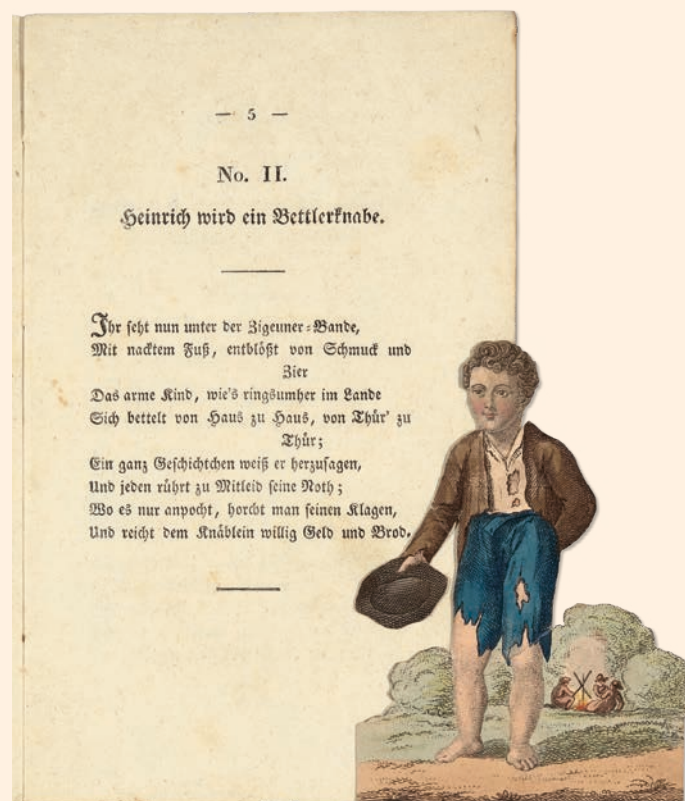 — 5 —
No. II.
Heinrich wird ein Bettlerknabe.
Ihr seht nun unter der Zigeuner-Bande,
Mit nacktem Fuß, entblößt von Schmuck und
Zier
Das arme Kind, wie's ringsumher im Lande
Sich bettelt von Haus zu Haus, von Thür' zu
Thür;
Ein ganz Geschichtchen weiß er herzusagen,
Und jeden rührt zu Mitleid seine Noth;
Wo es nur anpocht, horcht man seinen Klagen,
Und reicht dem Knäblein willig Geld und Brod.